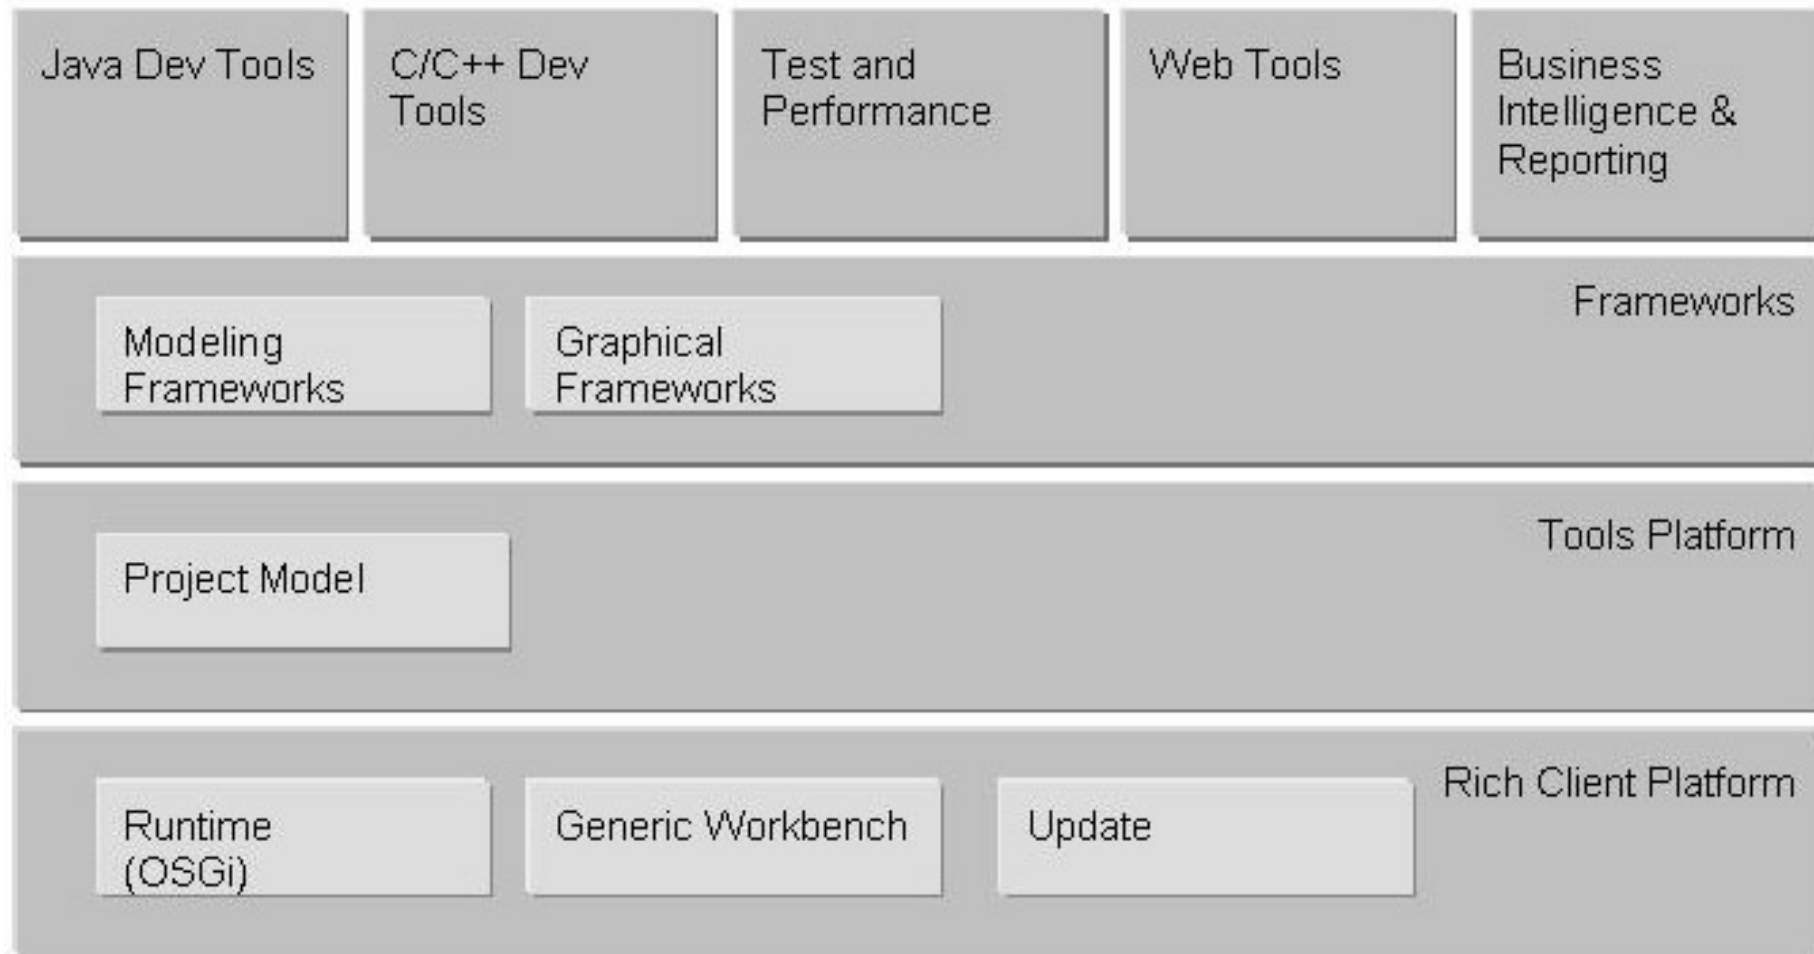 Java Dev Tools
C/C++ Dev
Tools
Test and
Performance
Web Tools
Business
Intelligence &
Reporting
Frameworks
Modeling
Frameworks
Graphical
Frameworks
Tools Platform
Project Model
Rich Client Platform
Runtime
(OSGi)
Generic Workbench
Update